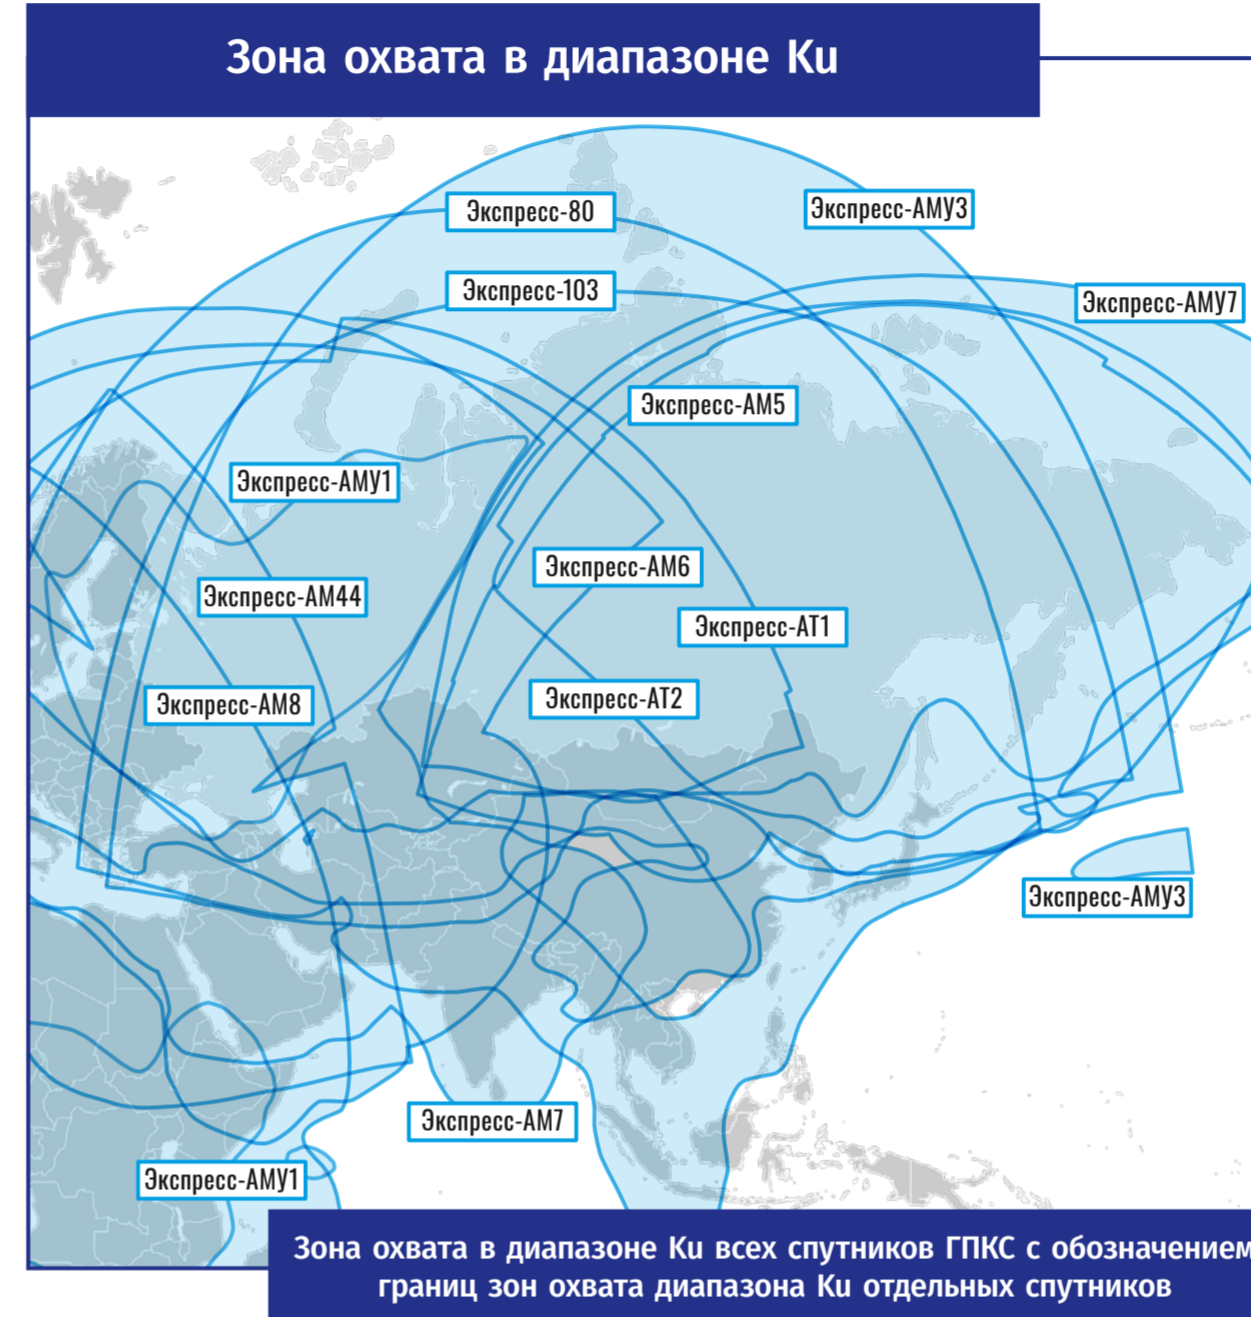 Зона охвата в диапазоне Ku
Экспресс-80
Экспресс-АМУ3
Экспресс-103
Экспресс-АМУ7
Экспресс-АМ5
Экспресс-АМУ1
Экспресс-АМ6
Экспресс-АМ44
Экспресс-АТ1
Экспресс-АТ2
Экспресс-АМ8
Экспресс-АМУ3
Экспресс-АМ7
Экспресс-АМУ1
Зона охвата в диапазоне Ku всех спутников ГПКС с обозначением
границ зон охвата диапазона Ku отдельных спутников